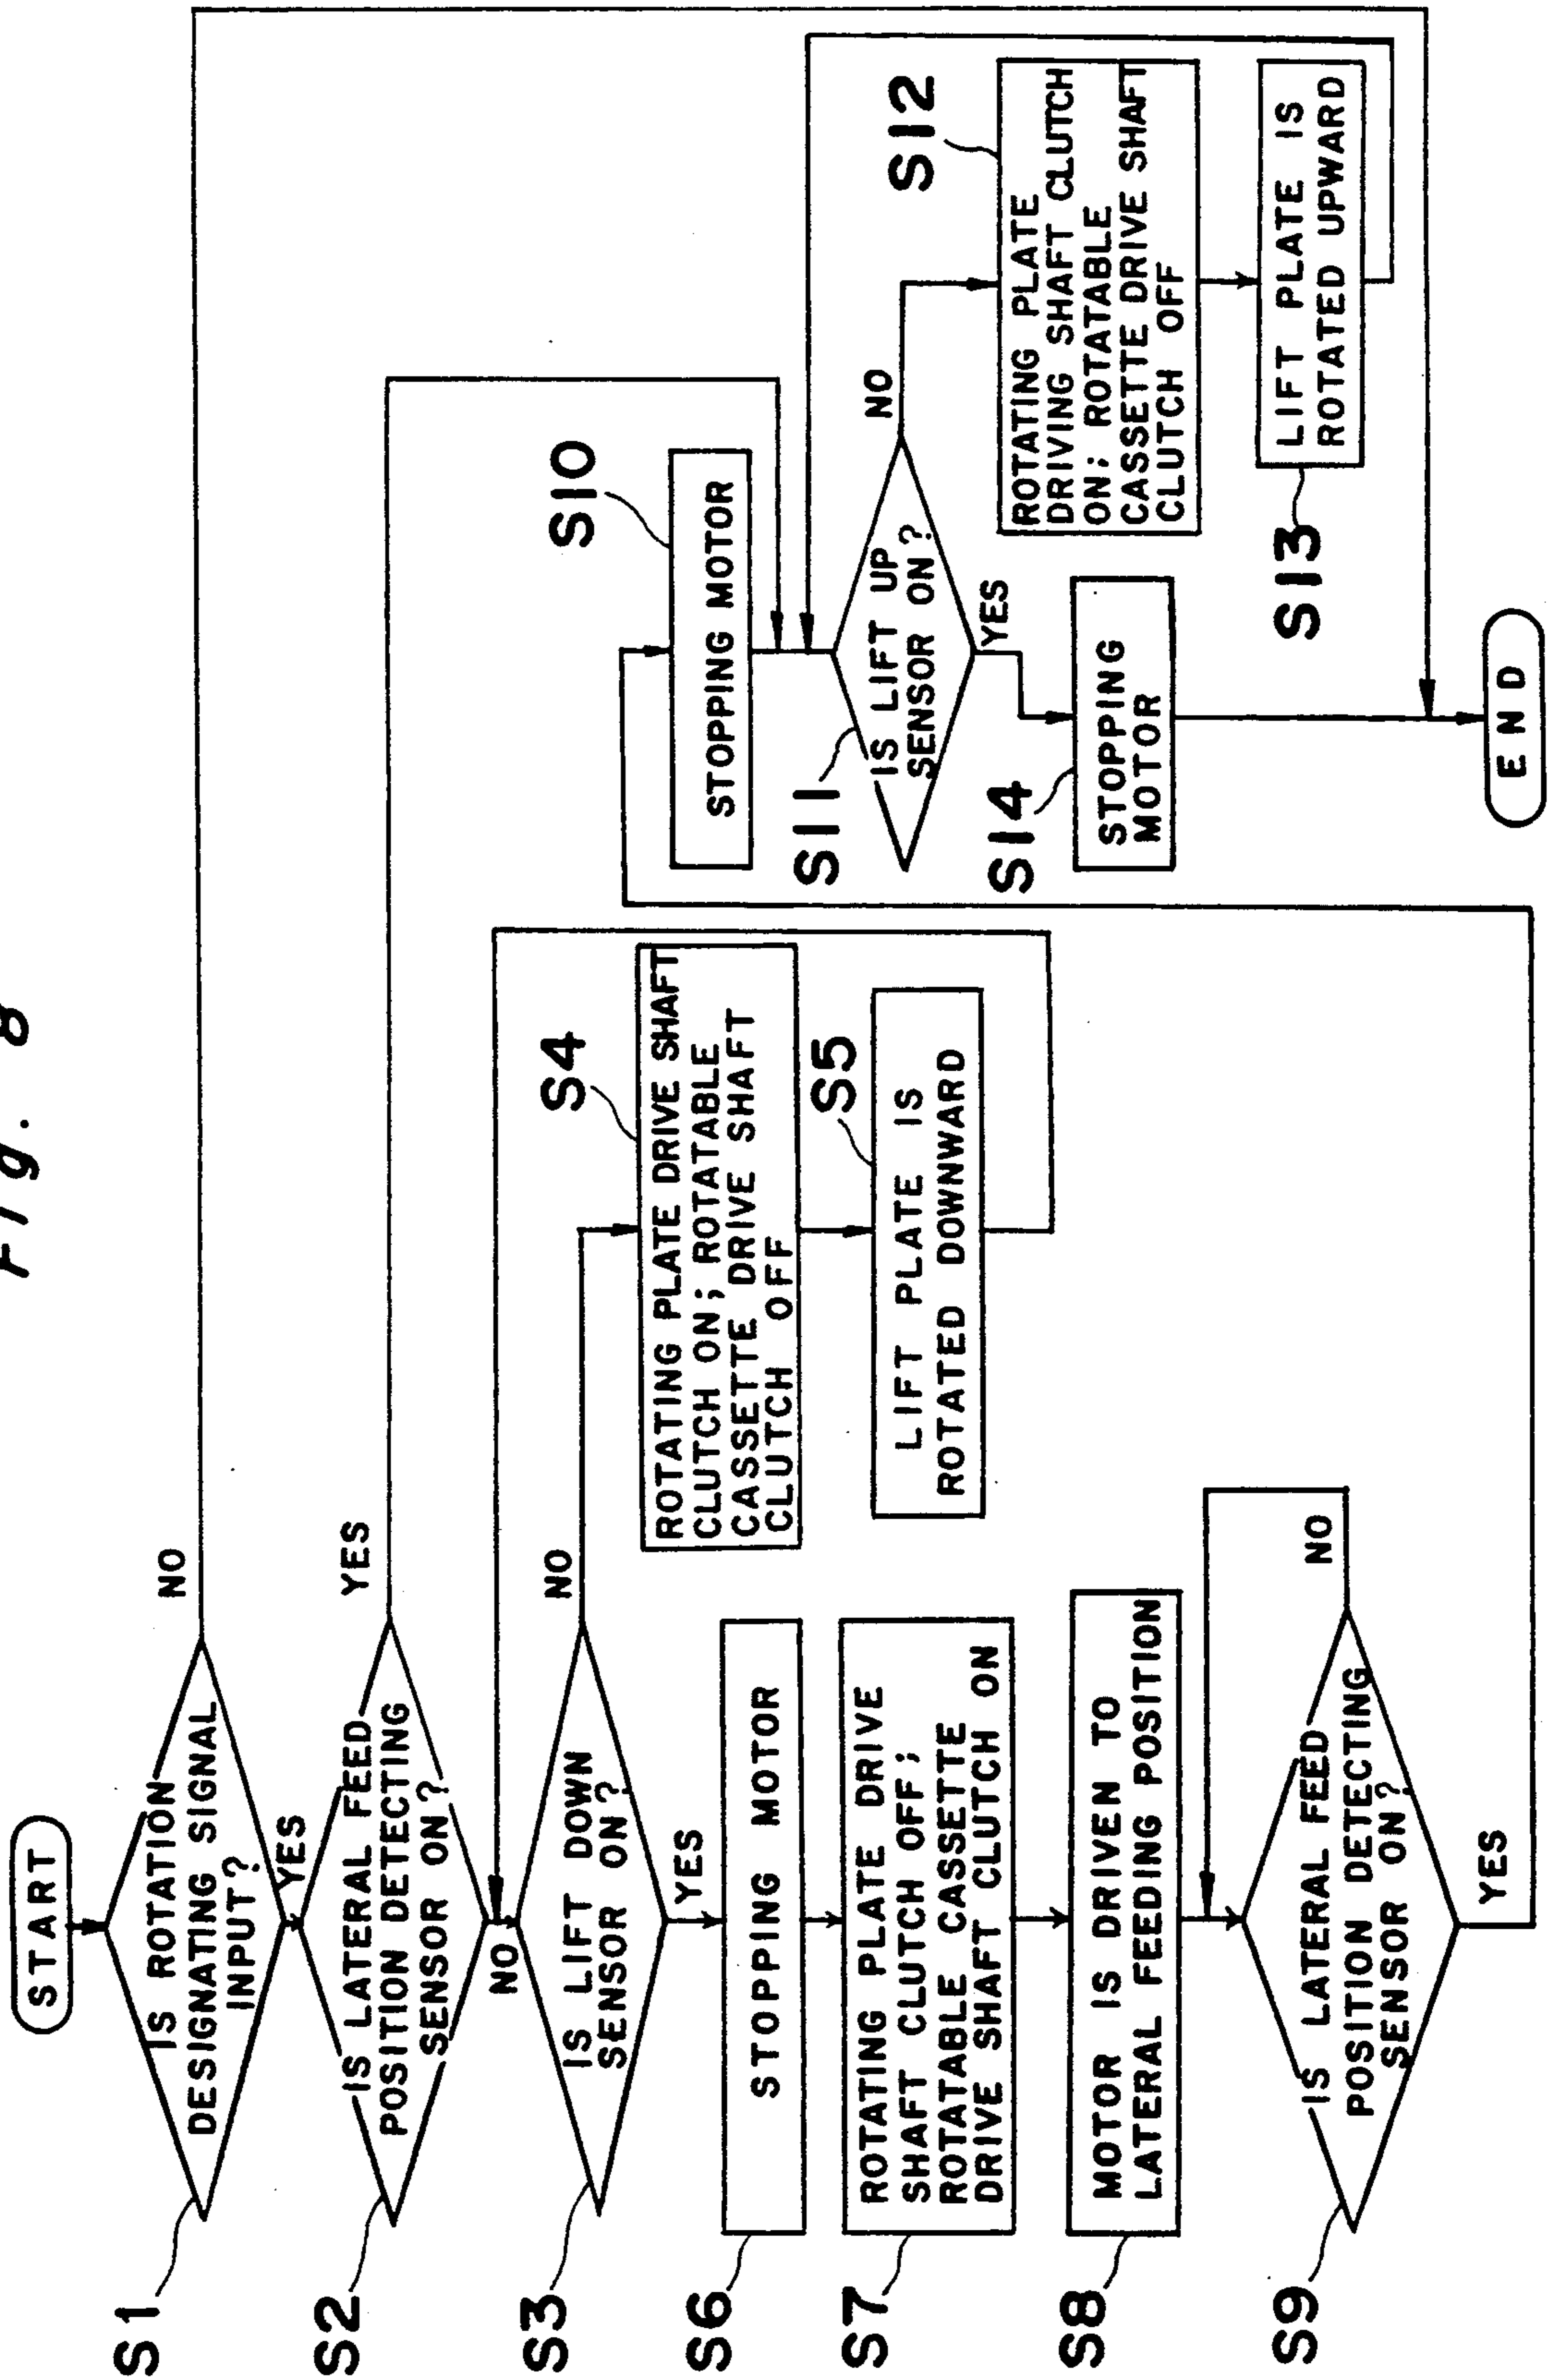 Fig. 8
START
S1
IS ROTATION
DESIGNATING SIGNAL
INPUT?
NO
YES
S2
IS LATERAL FEED
POSITION DETECTING
SENSOR ON?
YES
NO
S3
IS LIFT DOWN
SENSOR ON?
NO
YES
S4
ROTATING PLATE DRIVE SHAFT
CLUTCH ON; ROTATABLE
CASSETTE DRIVE SHAFT
CLUTCH OFF
S5
LIFT PLATE IS
ROTATED DOWNWARD
S6
STOPPING MOTOR
S7
ROTATING PLATE DRIVE
SHAFT CLUTCH OFF;
ROTATABLE CASSETTE
DRIVE SHAFT CLUTCH ON
S8
MOTOR IS DRIVEN TO
LATERAL FEEDING POSITION
S9
IS LATERAL FEED
POSITION DETECTING
SENSOR ON?
NO
YES
S10
STOPPING MOTOR
S11
IS LIFT UP
SENSOR ON?
NO
YES
S12
ROTATING PLATE
DRIVING SHAFT CLUTCH
ON; ROTATABLE
CASSETTE DRIVE SHAFT
CLUTCH OFF
S13
LIFT PLATE IS
ROTATED UPWARD
S14
STOPPING
MOTOR
END